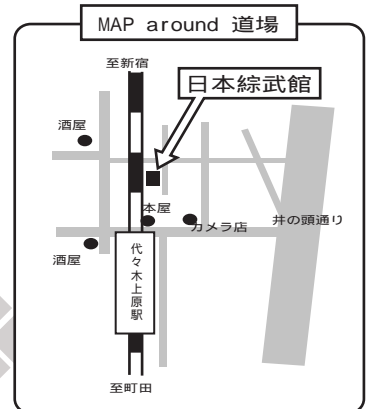 MAP around 道場
至新宿
日本綜武館
酒屋
本屋
カメラ店
井の頭通り
酒屋
代々木上原駅
至町田